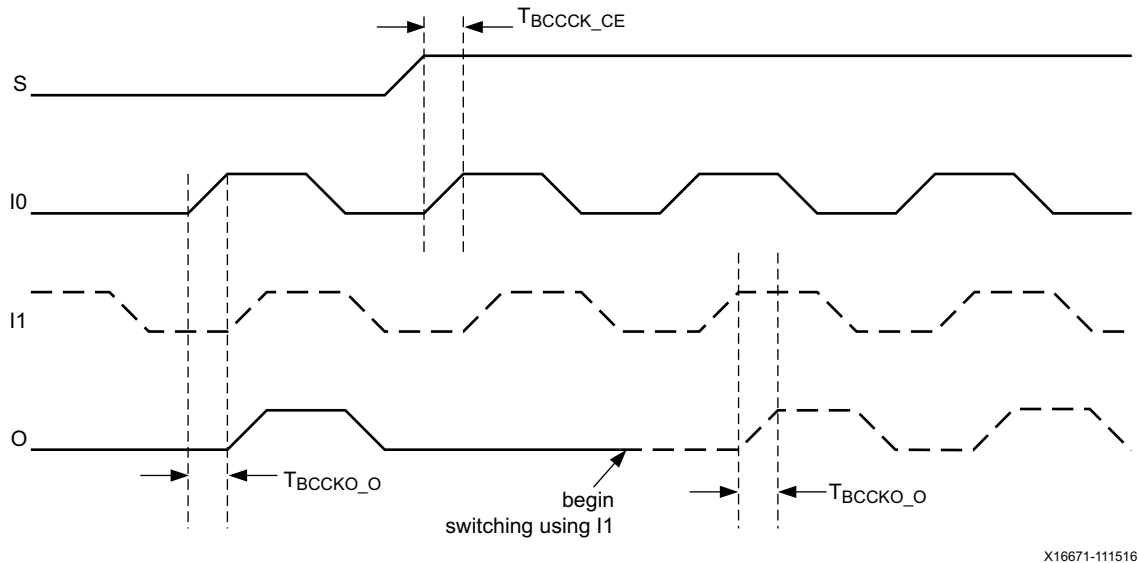 TBCCCK_CE
S
I0
I1
O
TBCCKO_O
begin
switching using I1
TBCCKO_O
X16671-111516